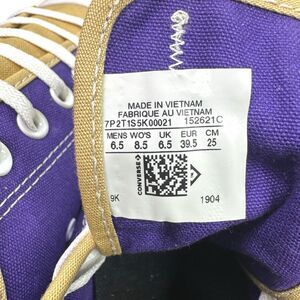 MADE IN VIETNAM
FABRIQUE AU VIETNAM
7P2T1S5K00021 152621C
MENS WO'S UK EUR CM
6.5 8.5 6.5 39.5 25
CONVERSE
9K 1904